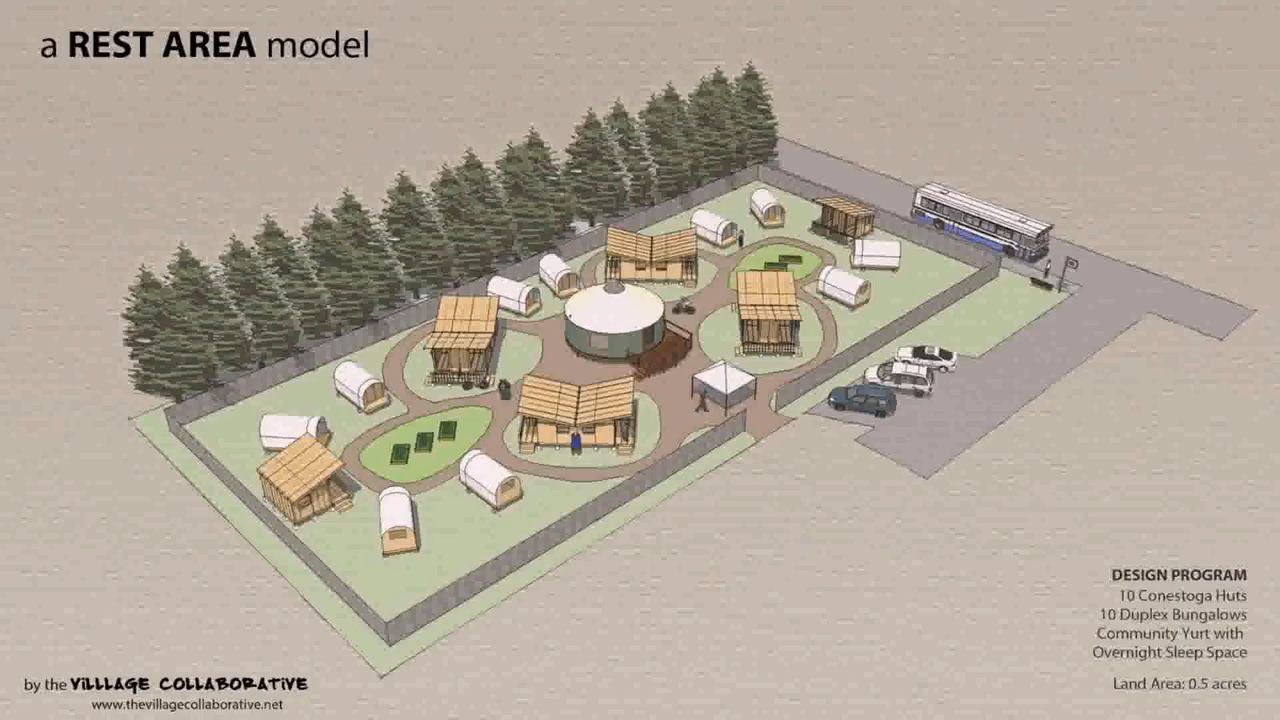 a REST AREA model
DESIGN PROGRAM
10 Conestoga Huts
10 Duplex Bungalows
Community Yurt with
Overnight Sleep Space
Land Area: 0.5 acres
by the ViLLLAGE COLLABORATiVE
www.thevillagecollaborative.net